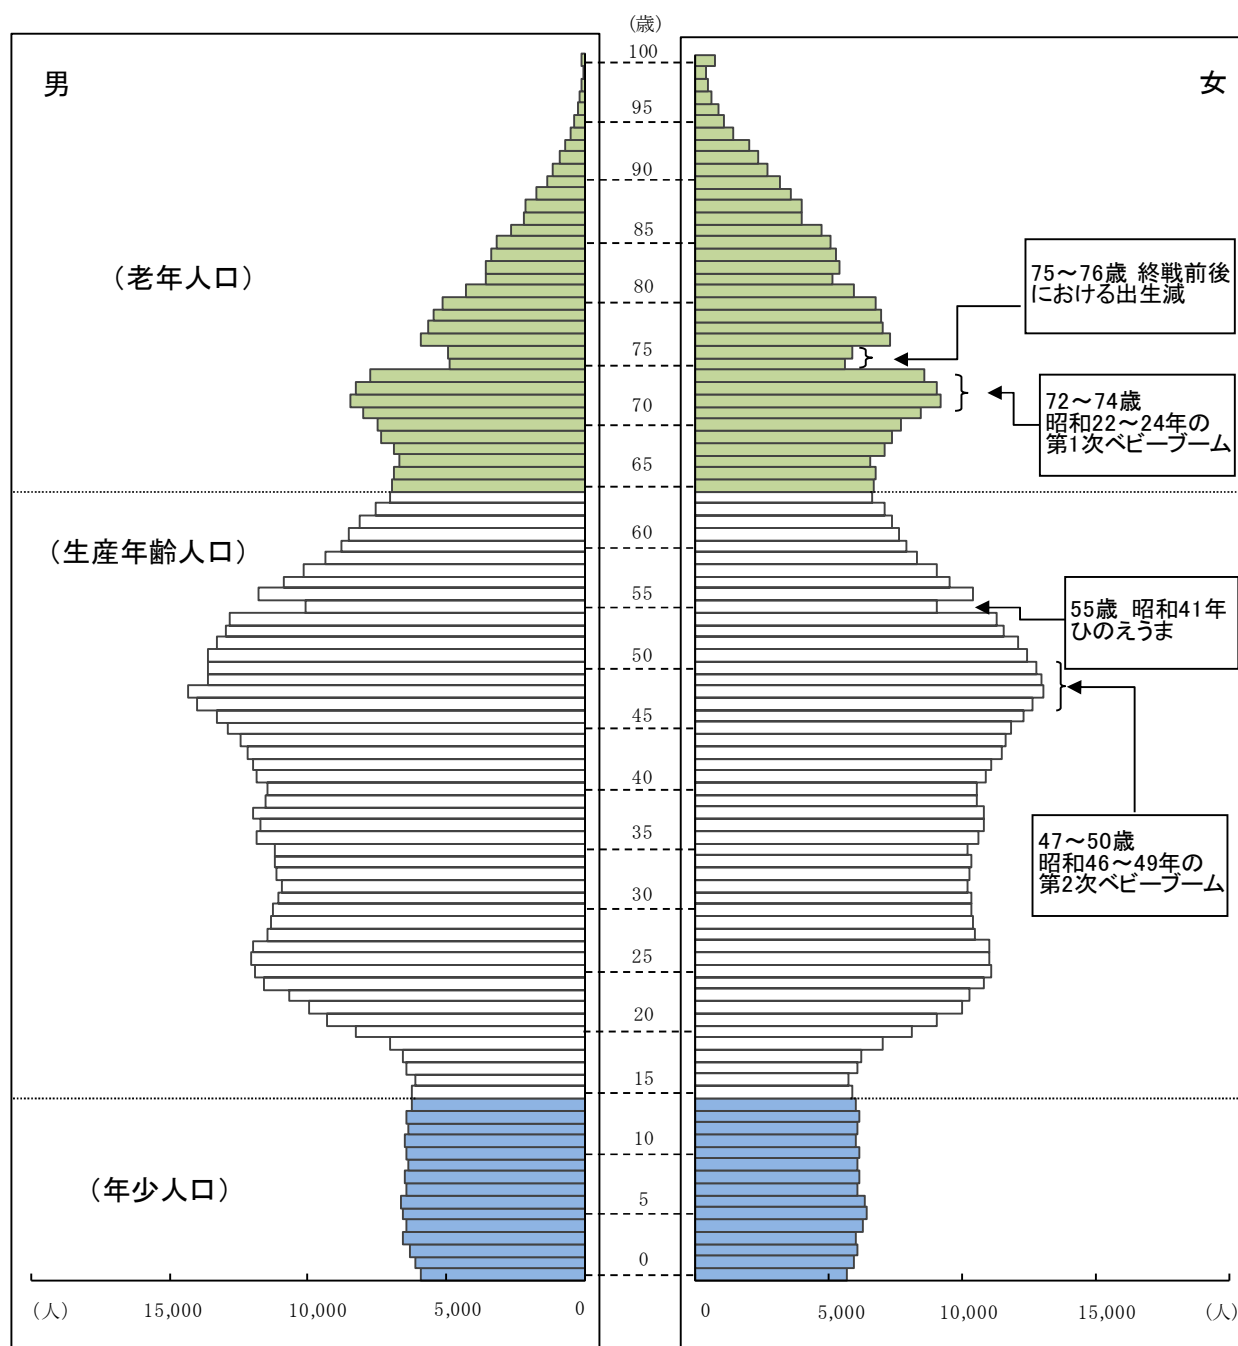 (歳)
男
女
100
95
90
85
80
75
70
65
60
55
50
45
40
35
30
25
20
15
10
5
0
(老年人口)
(生産年齢人口)
(年少人口)
75～76歳 終戦前後
における出生減
72～74歳
昭和22～24年の
第1次ベビーブーム
55歳 昭和41年
ひのえうま
47～50歳
昭和46～49年の
第2次ベビーブーム
(人) 15,000 10,000 5,000 0
0 5,000 10,000 15,000 (人)